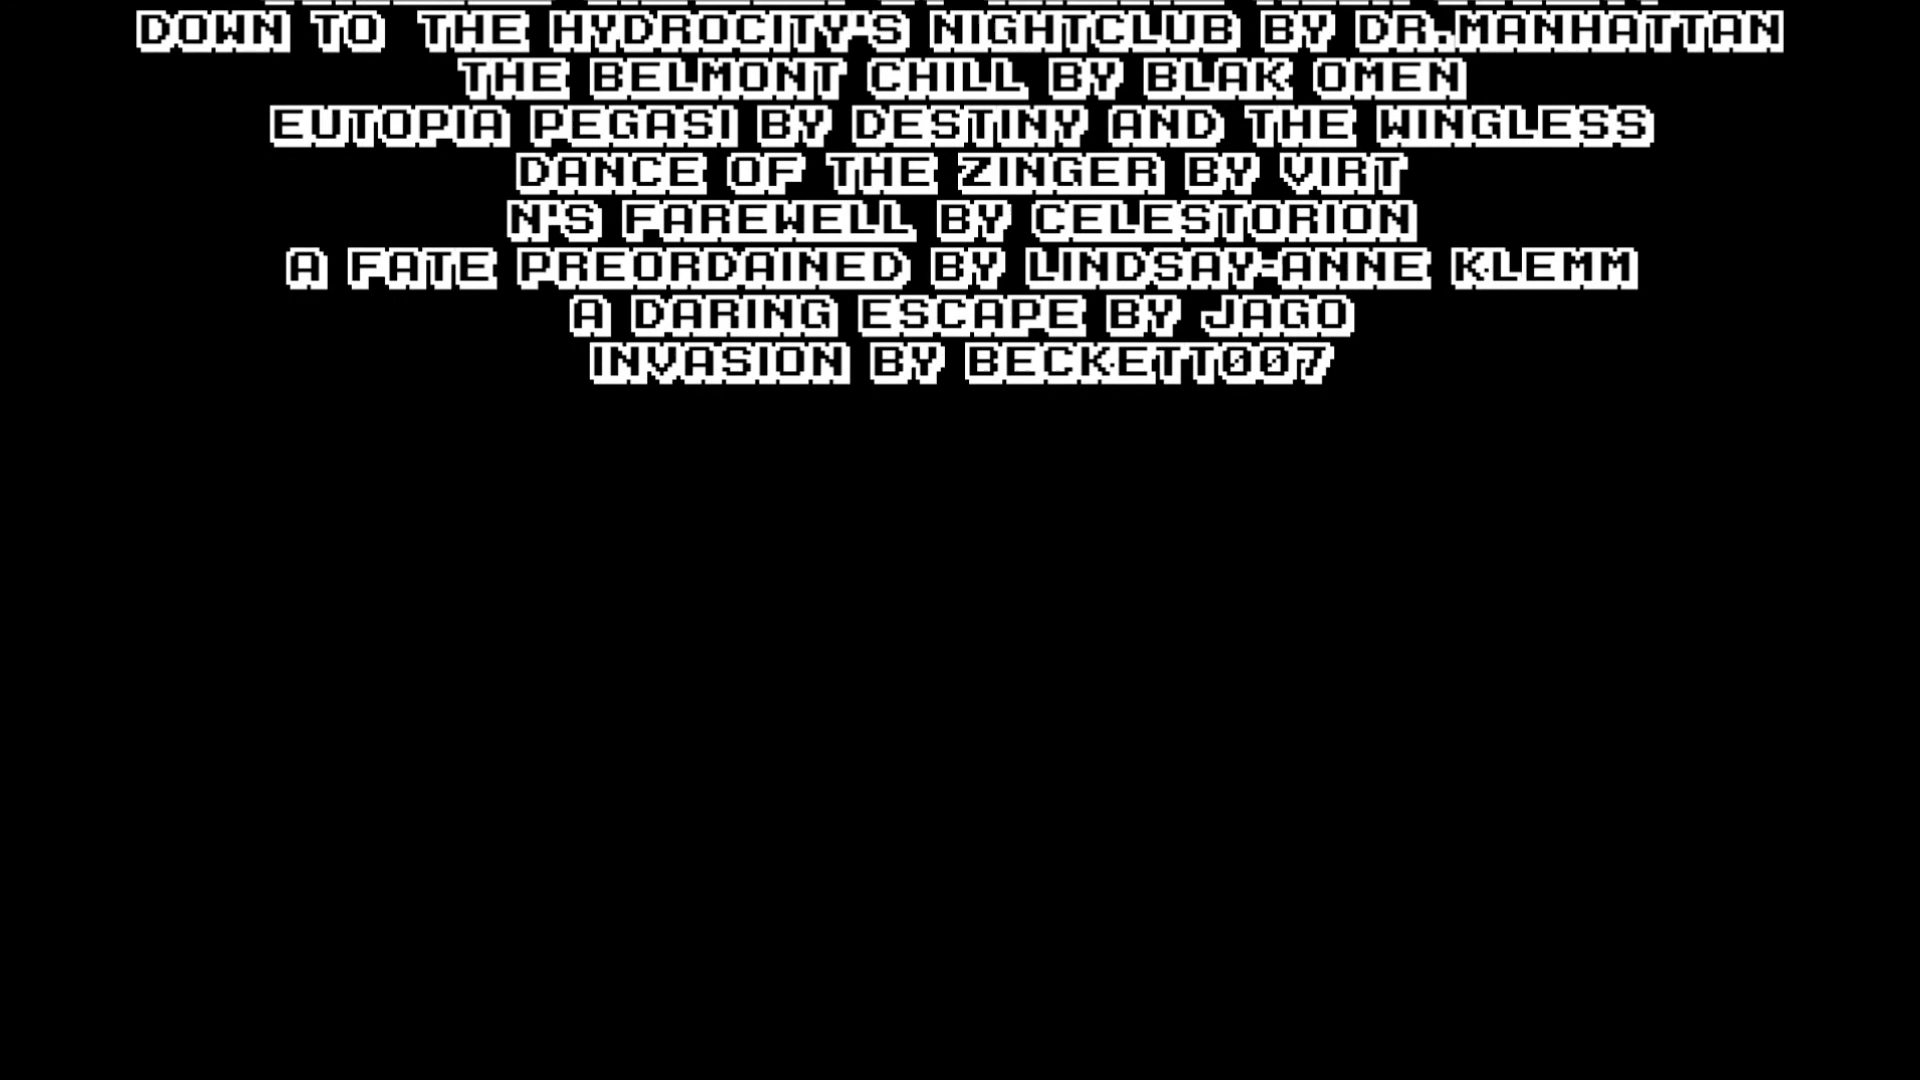 DOWN TO THE HYDROCITY'S NIGHTCLUB BY DR.MANHATTAN
THE BELMONT CHILL BY BLAK OMEN
EUTOPIA PEGASI BY DESTINY AND THE WINGLESS
DANCE OF THE ZINGER BY VIRT
N'S FAREWELL BY CELESTORION
A FATE PREORDAINED BY LINDSAY-ANNE KLEMM
A DARING ESCAPE BY JAGO
INVASION BY BECKETT007